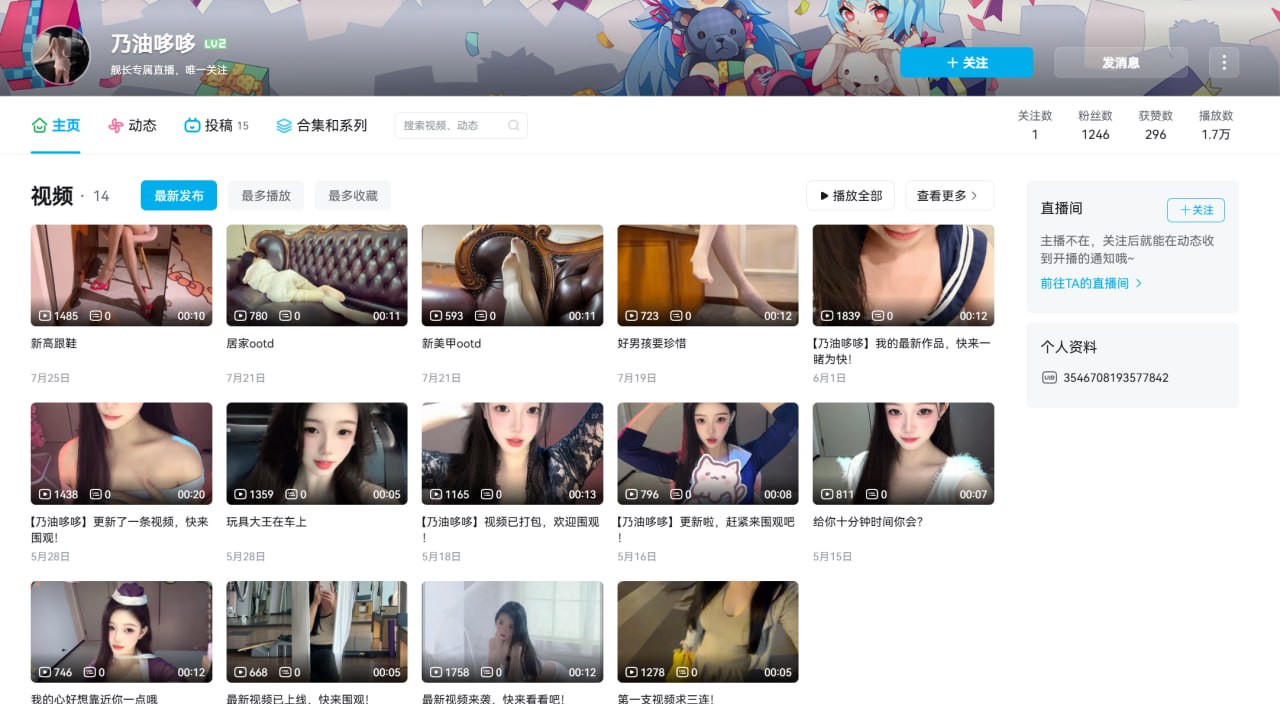 乃油哆哆 LV2
舰长专属直播，唯一关注
关注
发消息
主页
动态
投稿 15
合集和系列
搜索视频、动态
关注数
1
粉丝数
1246
获赞数
296
播放数
1.7万
视频 · 14
最新发布
最多播放
最多收藏
播放全部
查看更多
1485 0 00:10
780 0 00:11
593 0 00:11
723 0 00:12
1839 0 00:12
新高跟鞋
7月25日
居家ootd
7月21日
新美甲ootd
7月21日
好男孩要珍惜
7月19日
【乃油哆哆】我的最新作品，快来一
睹为快！
6月1日
1438 0 00:20
1359 0 00:05
1165 0 00:13
796 0 00:08
811 0 00:07
【乃油哆哆】更新了一条视频，快来
围观！
5月28日
玩具大王在车上
5月28日
【乃油哆哆】视频已打包，欢迎围观
！
5月18日
【乃油哆哆】更新啦，赶紧来围观吧
！
5月16日
给你十分钟时间你会？
5月15日
746 0 00:12
668 0 00:05
1758 0 00:12
1278 0 00:05
我的心好想靠近你一点哦
最新视频已上线，快来围观！
最新视频来袭，快来看看吧！
第一支视频求三连！
直播间
关注
主播不在，关注后就能在动态收
到开播的通知哦~
前往TA的直播间
个人资料
UID 3546708193577842